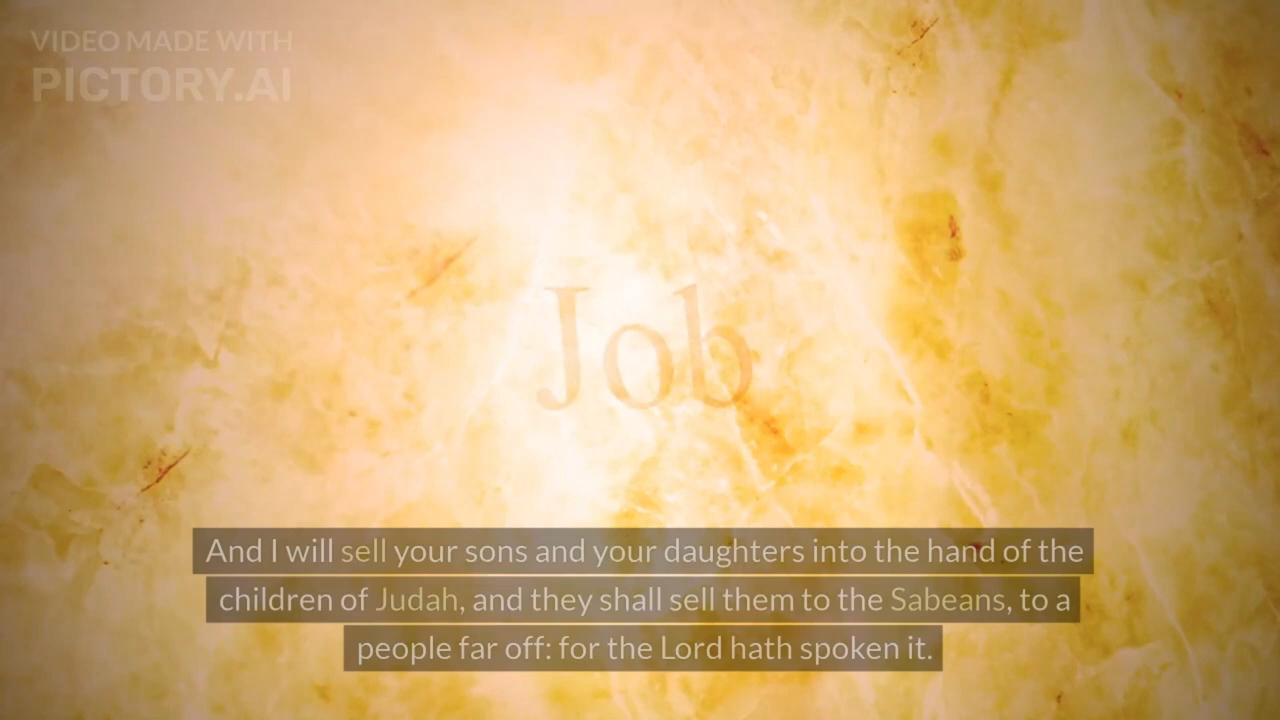 VIDEO MADE WITH
PICTORY.AI
Job
And I will sell your sons and your daughters into the hand of the
children of Judah, and they shall sell them to the Sabeans, to a
people far off: for the Lord hath spoken it.